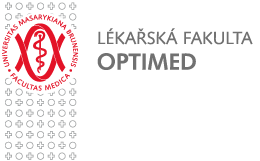 UNIVERSITAS MASARYKIANA BRUNENSIS
• FACULTAS MEDICA •
LÉKAŘSKÁ FAKULTA
OPTIMED